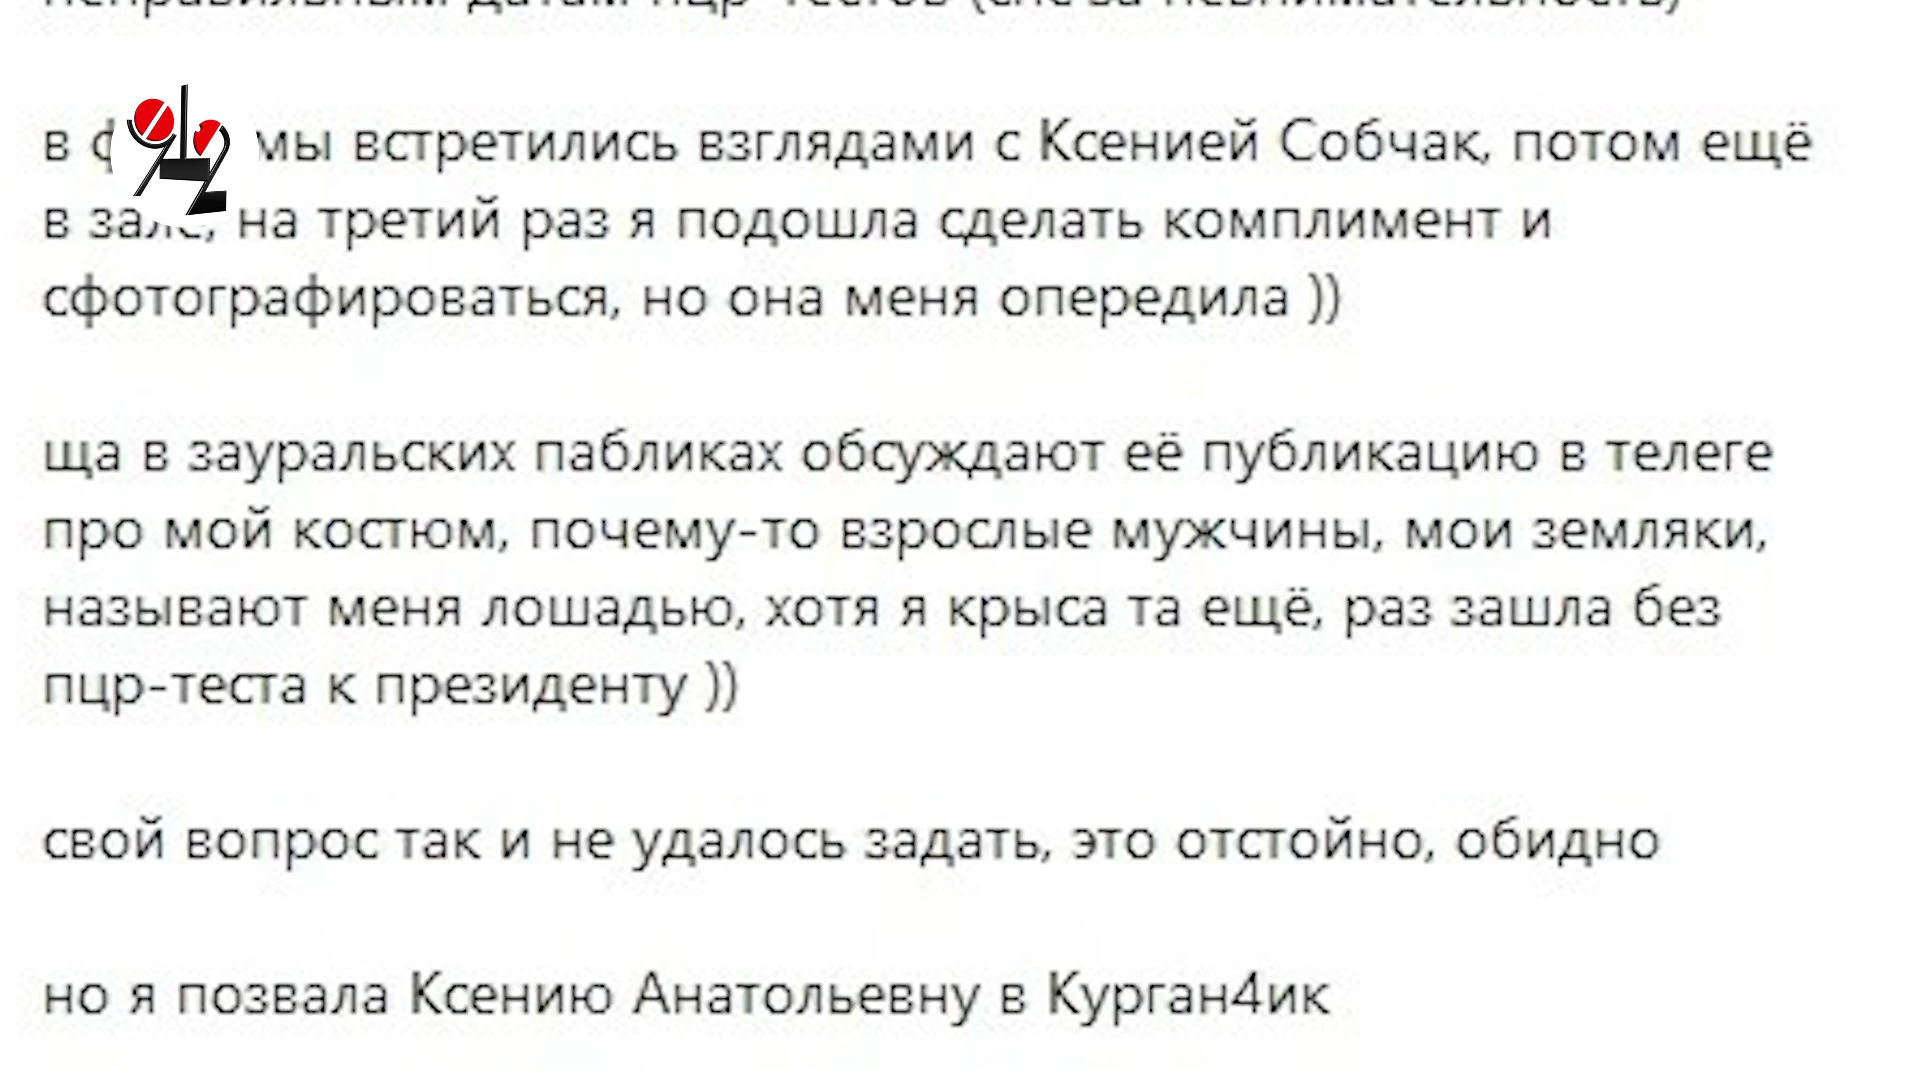 в мы встретились взглядами с Ксенией Собчак, потом ещё
в зале, на третий раз я подошла сделать комплимент и
сфотографироваться, но она меня опередила ))
ща в зауральских пабликах обсуждают её публикацию в телеге
про мой костюм, почему-то взрослые мужчины, мои земляки,
называют меня лошадью, хотя я крыса та ещё, раз зашла без
пцр-теста к президенту ))
свой вопрос так и не удалось задать, это отстойно, обидно
но я позвала Ксению Анатольевну в Курган4ик